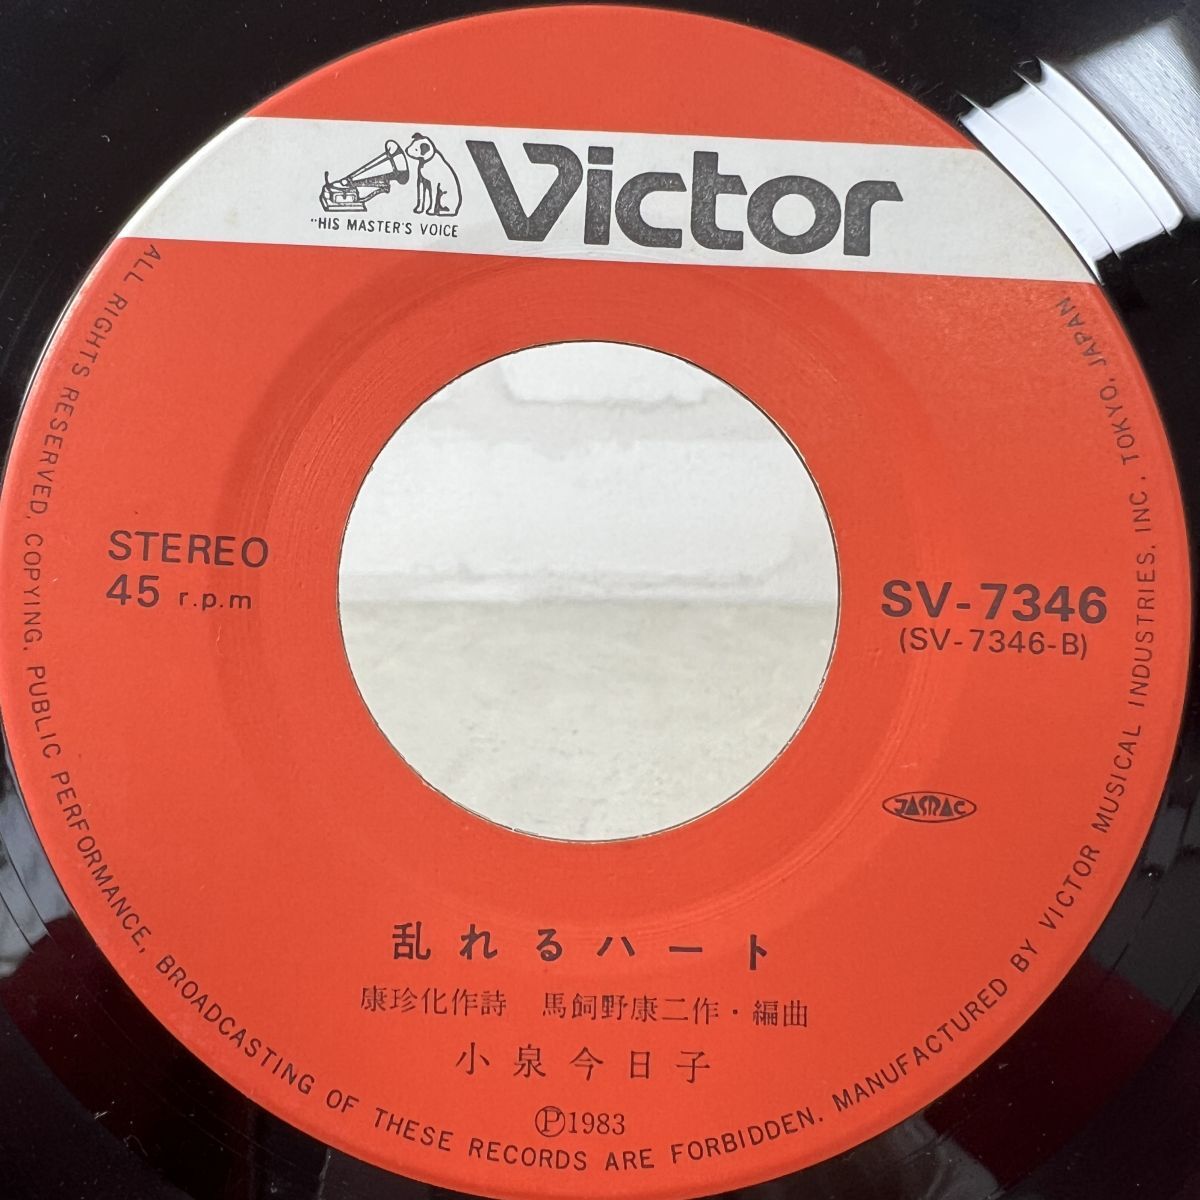 "HIS MASTER'S VOICE
Victor
STEREO
45 r.p.m
SV-7346
(SV-7346-B)
JASRAC
乱れるハート
康珍化作詩 馬飼野康二作・編曲
小泉今日子
Ⓟ1983
ALL RIGHTS RESERVED. COPYING, PUBLIC PERFORMANCE, BROADCASTING OF THESE RECORDS ARE FORBIDDEN. MANUFACTURED BY VICTOR MUSICAL INDUSTRIES, INC. TOKYO, JAPAN